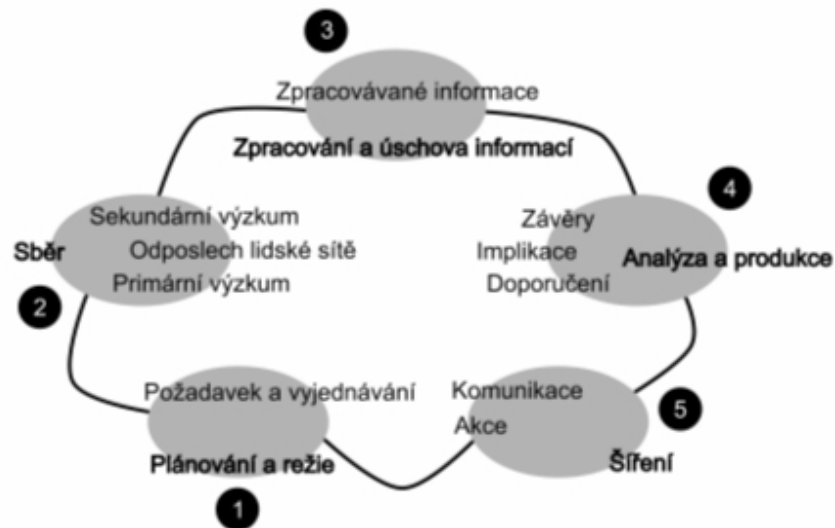 3
Zpracovávané informace
Zpracování a úschova informací
4
Závěry
Implikace
Doporučení
Analýza a produkce
Sekundární výzkum
Odposlech lidské sítě
Primární výzkum
Sběr
2
Požadavek a vyjednávání
Plánování a režie
1
Komunikace
Akce
5
Šíření